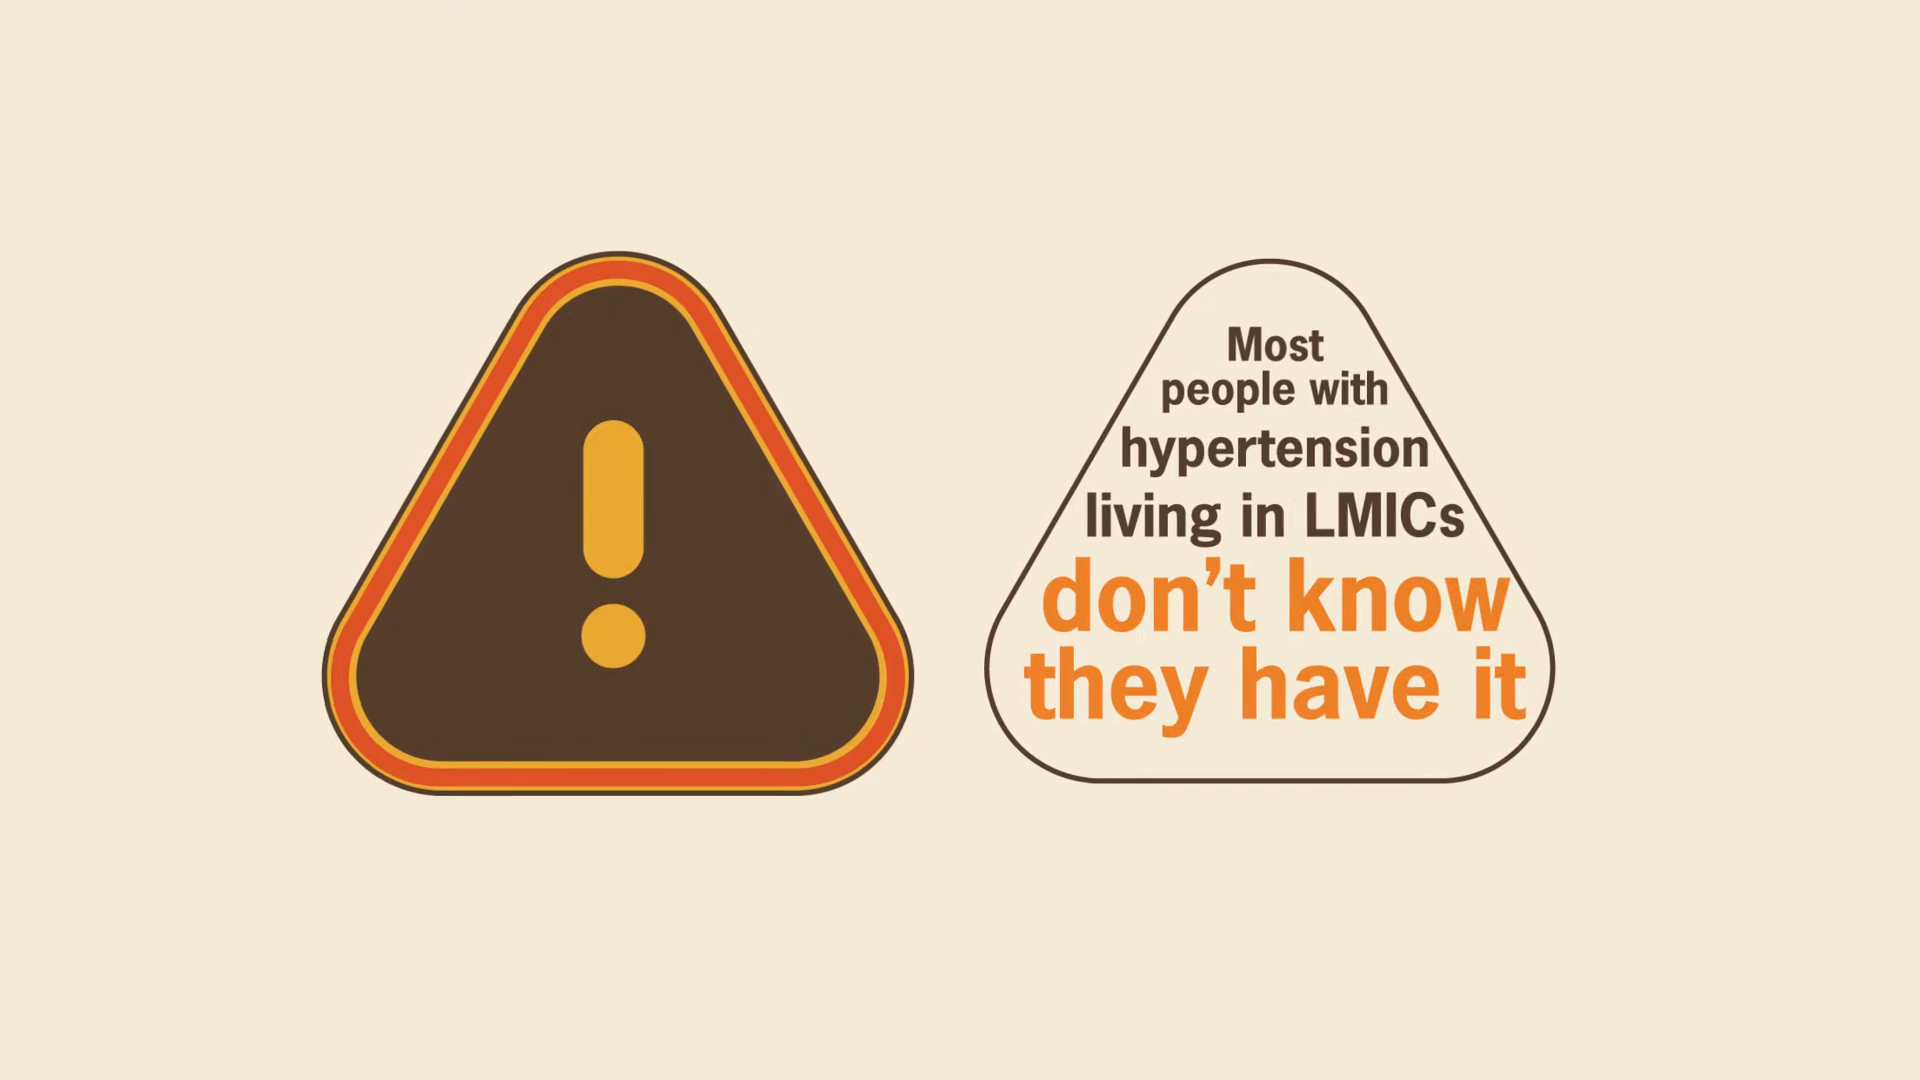 Most
people with
hypertension
living in LMICs
don’t know
they have it